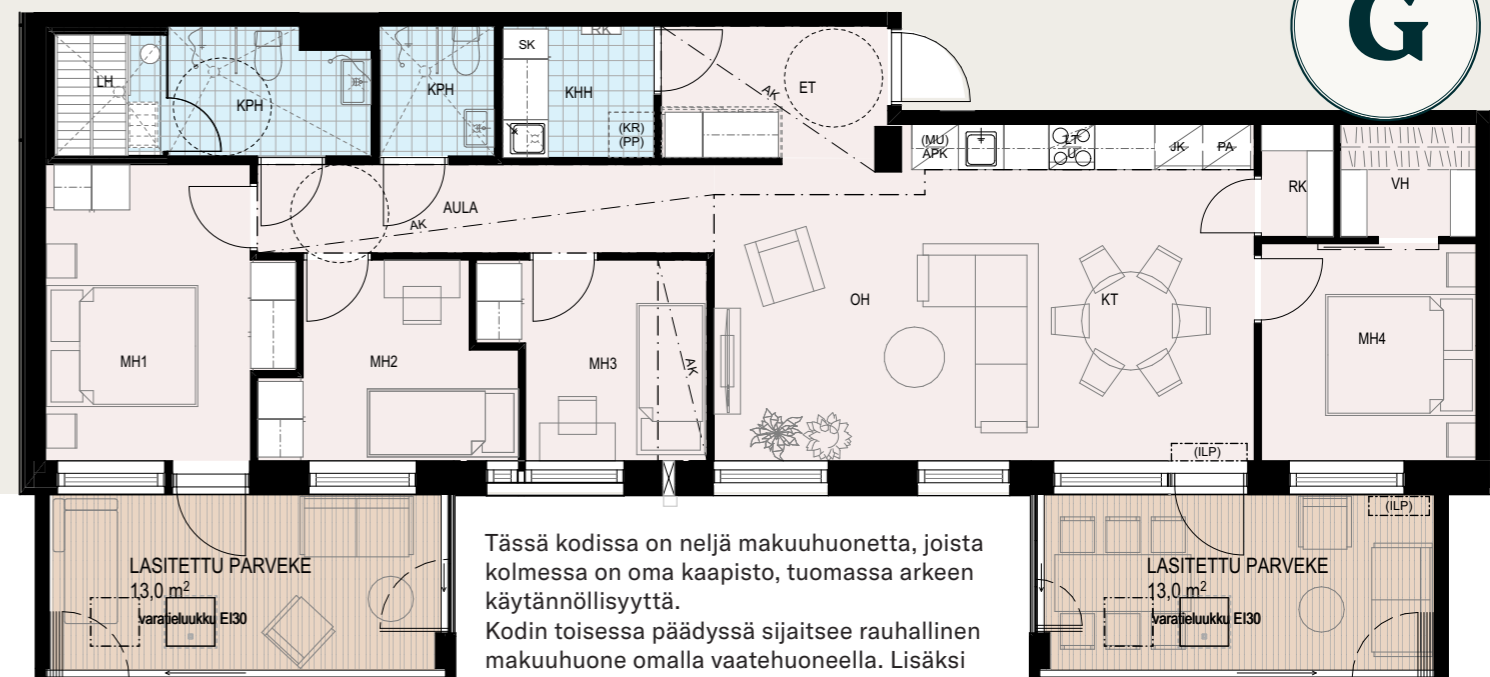 G
SK
RK
LH
KPH
KPH
KHH
(KR)
(PP)
AK
ET
(MU)
APK
LT
U
JK
PA
RK
VH
AULA
AK
MH1
MH2
MH3
AK
OH
KT
MH4
(ILP)
(ILP)
LASITETTU PARVEKE
13,0 m²
varatieluukku EI30
Tässä kodissa on neljä makuuhuonetta, joista
kolmessa on oma kaapisto, tuomassa arkeen
käytännöllisyyttä.
Kodin toisessa päädyssä sijaitsee rauhallinen
makuuhuone omalla vaatehuoneella. Lisäksi
LASITETTU PARVEKE
13,0 m²
varatieluukku EI30